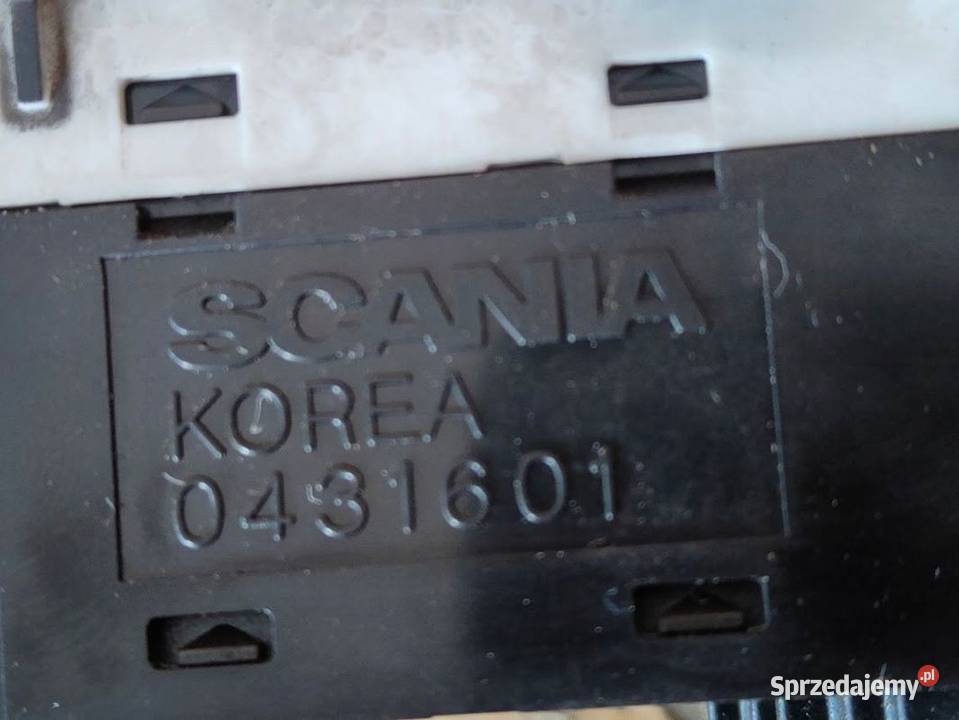 SCANIA
KOREA
0431601
Sprzedajemy.pl